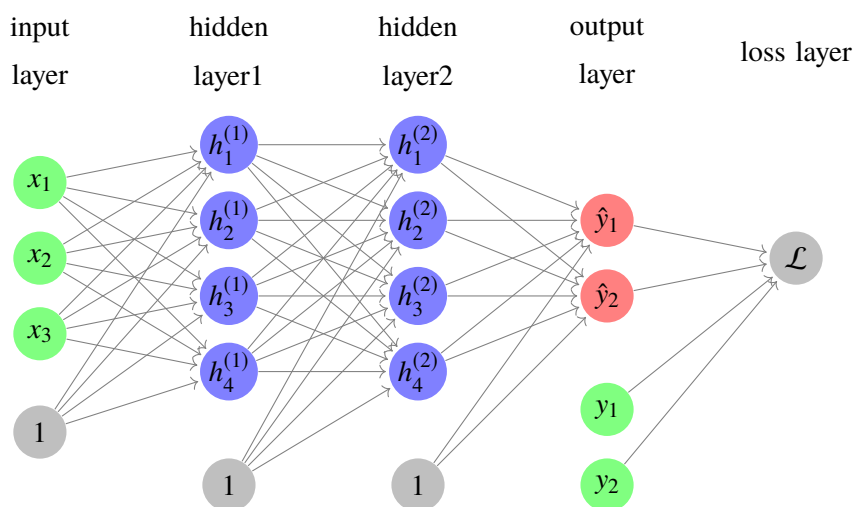 input layer
hidden layer1
hidden layer2
output layer
loss layer
x₁
x₂
x₃
1
h₁⁽¹⁾
h₂⁽¹⁾
h₃⁽¹⁾
h₄⁽¹⁾
1
h₁⁽²⁾
h₂⁽²⁾
h₃⁽²⁾
h₄⁽²⁾
1
ŷ₁
ŷ₂
y₁
y₂
ℒ